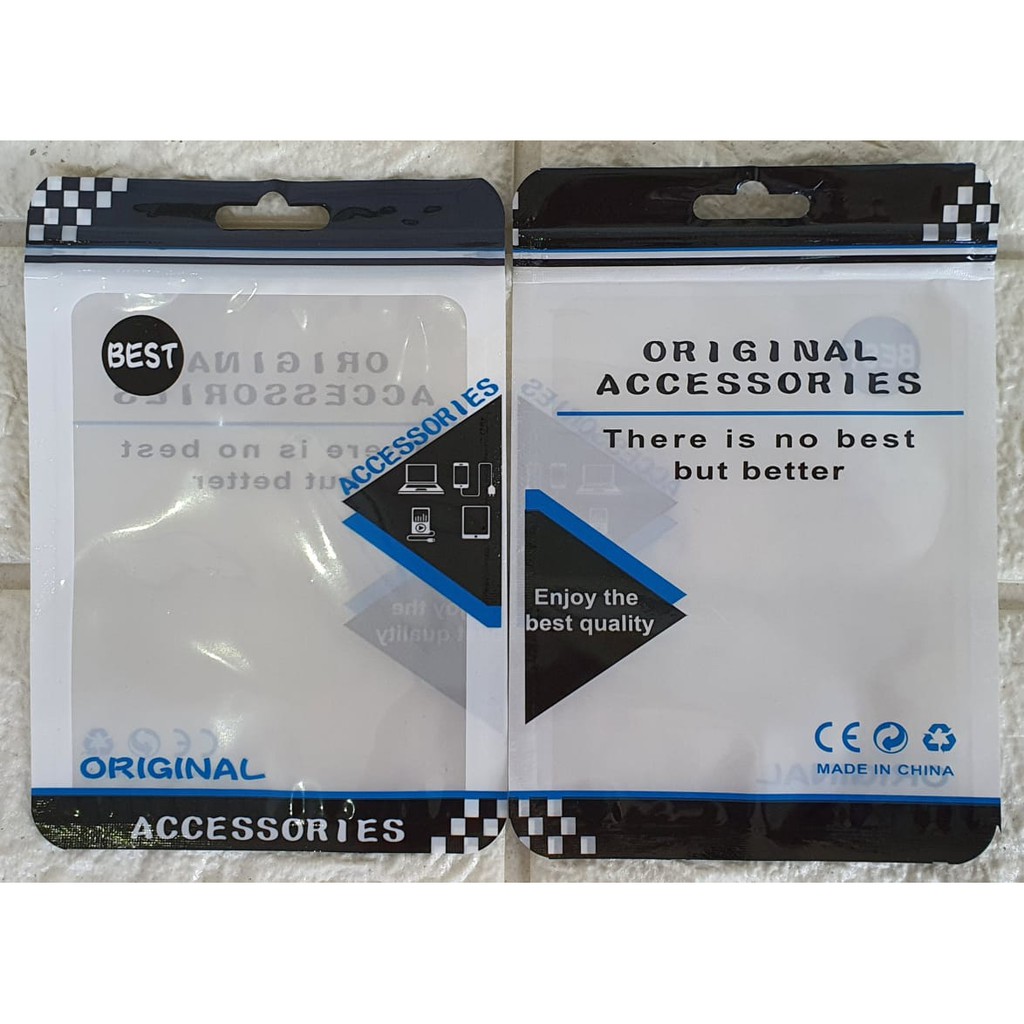 BEST
ACCESSORIES
ORIGINAL
ACCESSORIES
ORIGINAL
ACCESSORIES
There is no best
but better
Enjoy the
best quality
CE
MADE IN CHINA